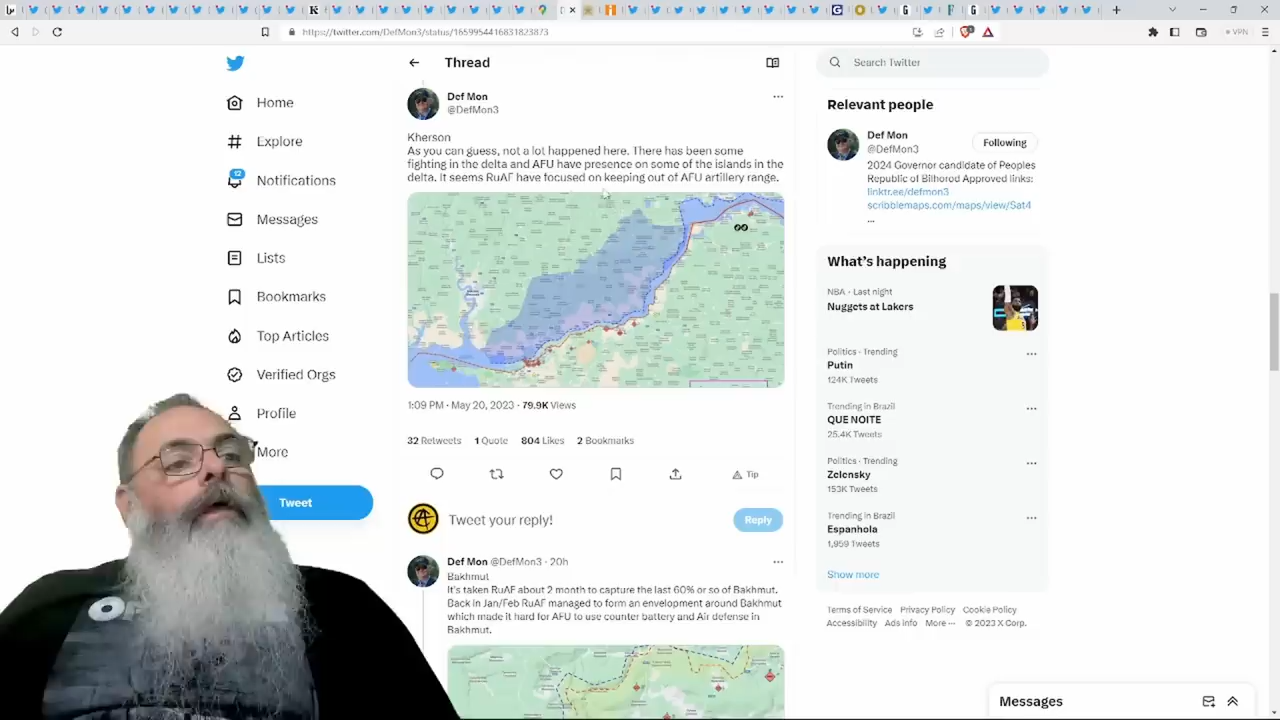 https://twitter.com/DefMon3/status/1659954416831823873
VPN
Home
Explore
12
Notifications
Messages
Lists
Bookmarks
Top Articles
Verified Orgs
Profile
More
Tweet
Thread
Def Mon
@DefMon3
Kherson
As you can guess, not a lot happened here. There has been some
fighting in the delta and AFU have presence on some of the islands in the
delta. It seems RuAF have focused on keeping out of AFU artillery range.
1:09 PM · May 20, 2023 · 79.9K Views
32 Retweets 1 Quote 804 Likes 2 Bookmarks
Tip
Tweet your reply!
Reply
Def Mon @DefMon3 · 20h
Bakhmut
It's taken RuAF about 2 month to capture the last 60% or so of Bakhmut.
Back in Jan/Feb RuAF managed to form an envelopment around Bakhmut
which made it hard for AFU to use counter battery and Air defense in
Bakhmut.
Search Twitter
Relevant people
Def Mon
@DefMon3
Following
2024 Governor candidate of Peoples
Republic of Bilhorod Approved links:
linktr.ee/defmon3
scribblemaps.com/maps/view/Sat4
...
What's happening
NBA · Last night
Nuggets at Lakers
Politics · Trending
Putin
124K Tweets
Trending in Brazil
QUE NOITE
25.4K Tweets
Politics · Trending
Zelensky
153K Tweets
Trending in Brazil
Espanhola
1,959 Tweets
Show more
Terms of Service Privacy Policy Cookie Policy
Accessibility Ads info More ··· © 2023 X Corp.
Messages